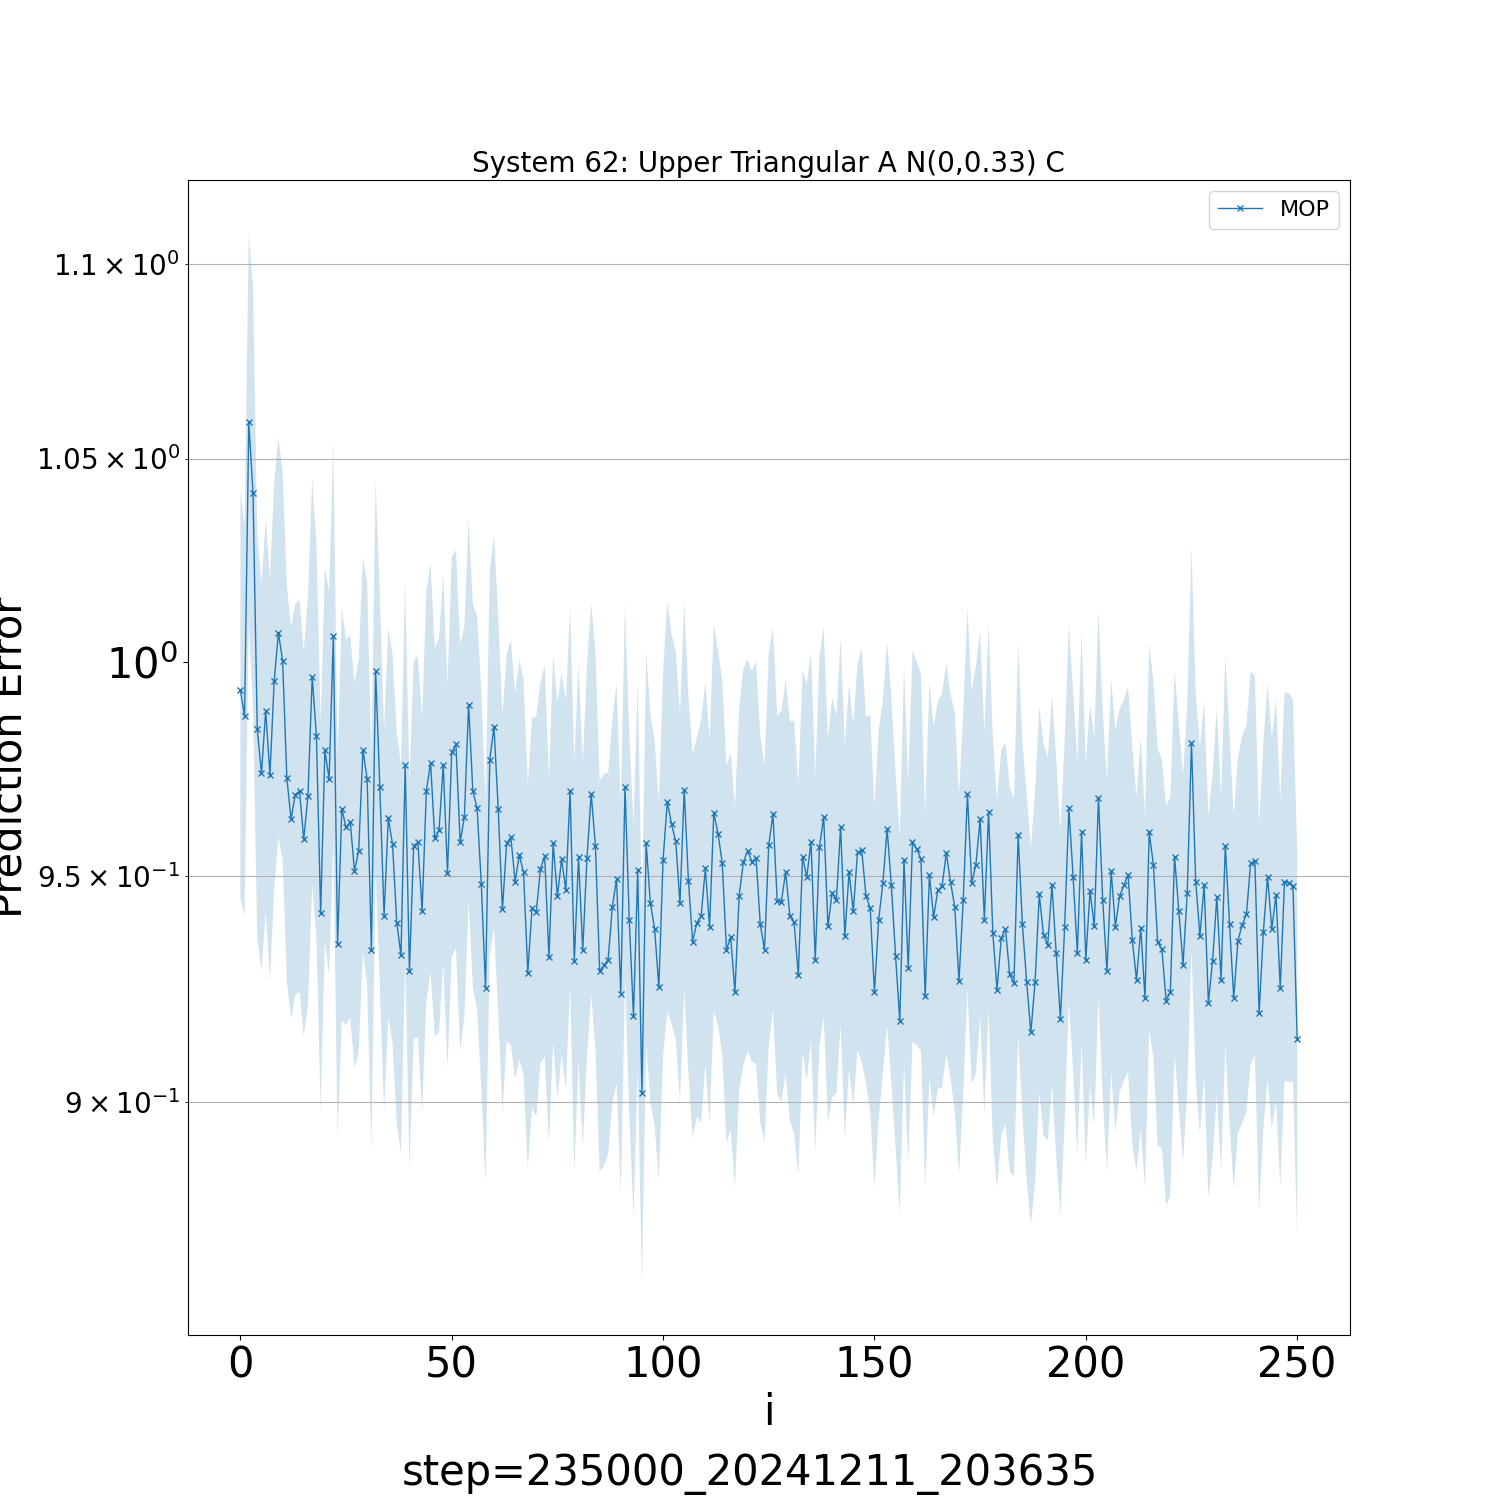 System 62: Upper Triangular A N(0,0.33) C
MOP
1.1 × 10⁰
1.05 × 10⁰
10⁰
9.5 × 10⁻¹
9 × 10⁻¹
Prediction Error
0 50 100 150 200 250
i
step=235000_20241211_203635